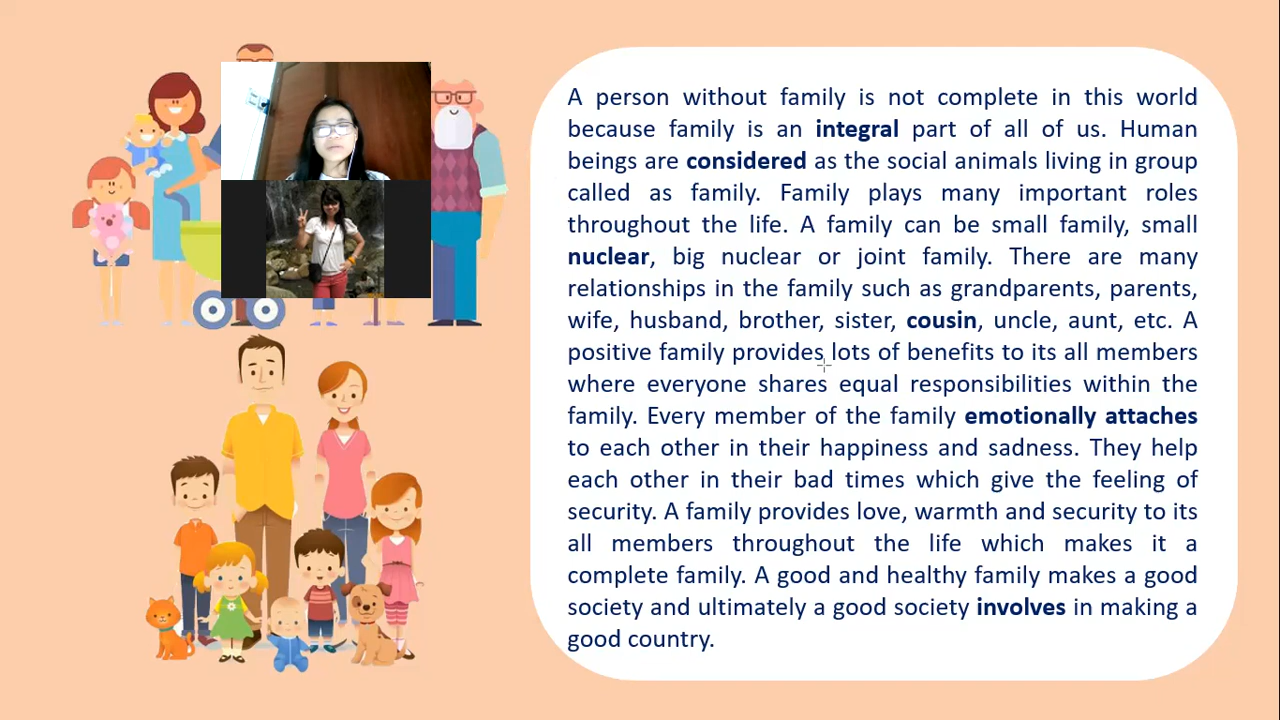 A person without family is not complete in this world
because family is an integral part of all of us. Human
beings are considered as the social animals living in group
called as family. Family plays many important roles
throughout the life. A family can be small family, small
nuclear, big nuclear or joint family. There are many
relationships in the family such as grandparents, parents,
wife, husband, brother, sister, cousin, uncle, aunt, etc. A
positive family provides lots of benefits to its all members
where everyone shares equal responsibilities within the
family. Every member of the family emotionally attaches
to each other in their happiness and sadness. They help
each other in their bad times which give the feeling of
security. A family provides love, warmth and security to its
all members throughout the life which makes it a
complete family. A good and healthy family makes a good
society and ultimately a good society involves in making a
good country.